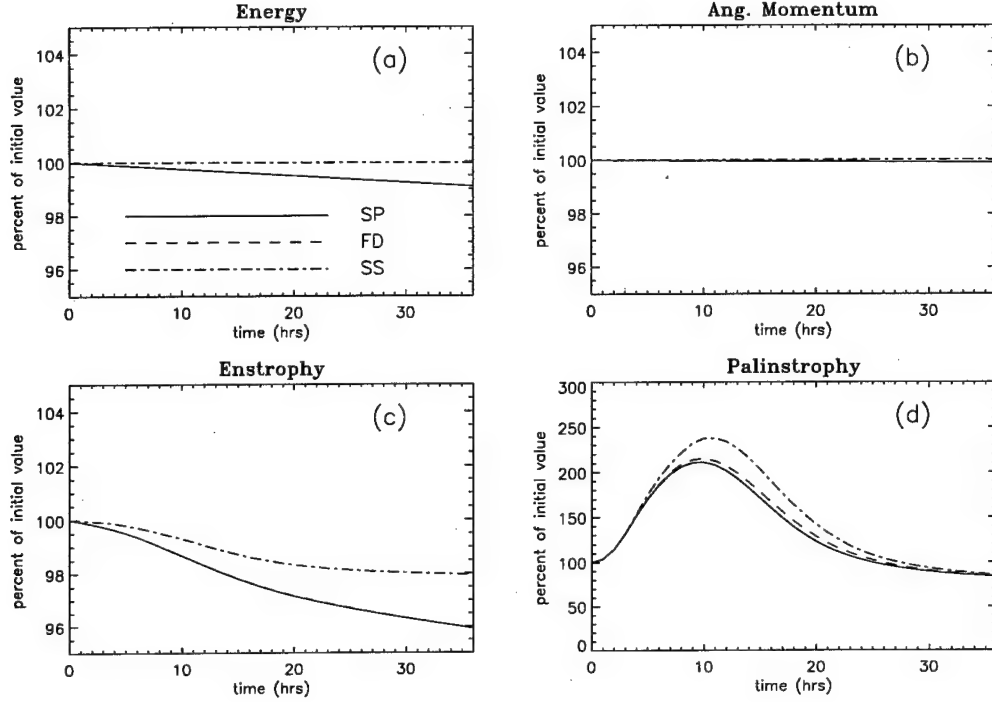 Energy
(a)
percent of initial value
104
102
100
98
96
SP
FD
SS
0 10 20 30
time (hrs)
Ang. Momentum
(b)
percent of initial value
104
102
100
98
96
0 10 20 30
time (hrs)
Enstrophy
(c)
percent of initial value
104
102
100
98
96
0 10 20 30
time (hrs)
Palinstrophy
(d)
percent of initial value
300
250
200
150
100
50
0
0 10 20 30
time (hrs)